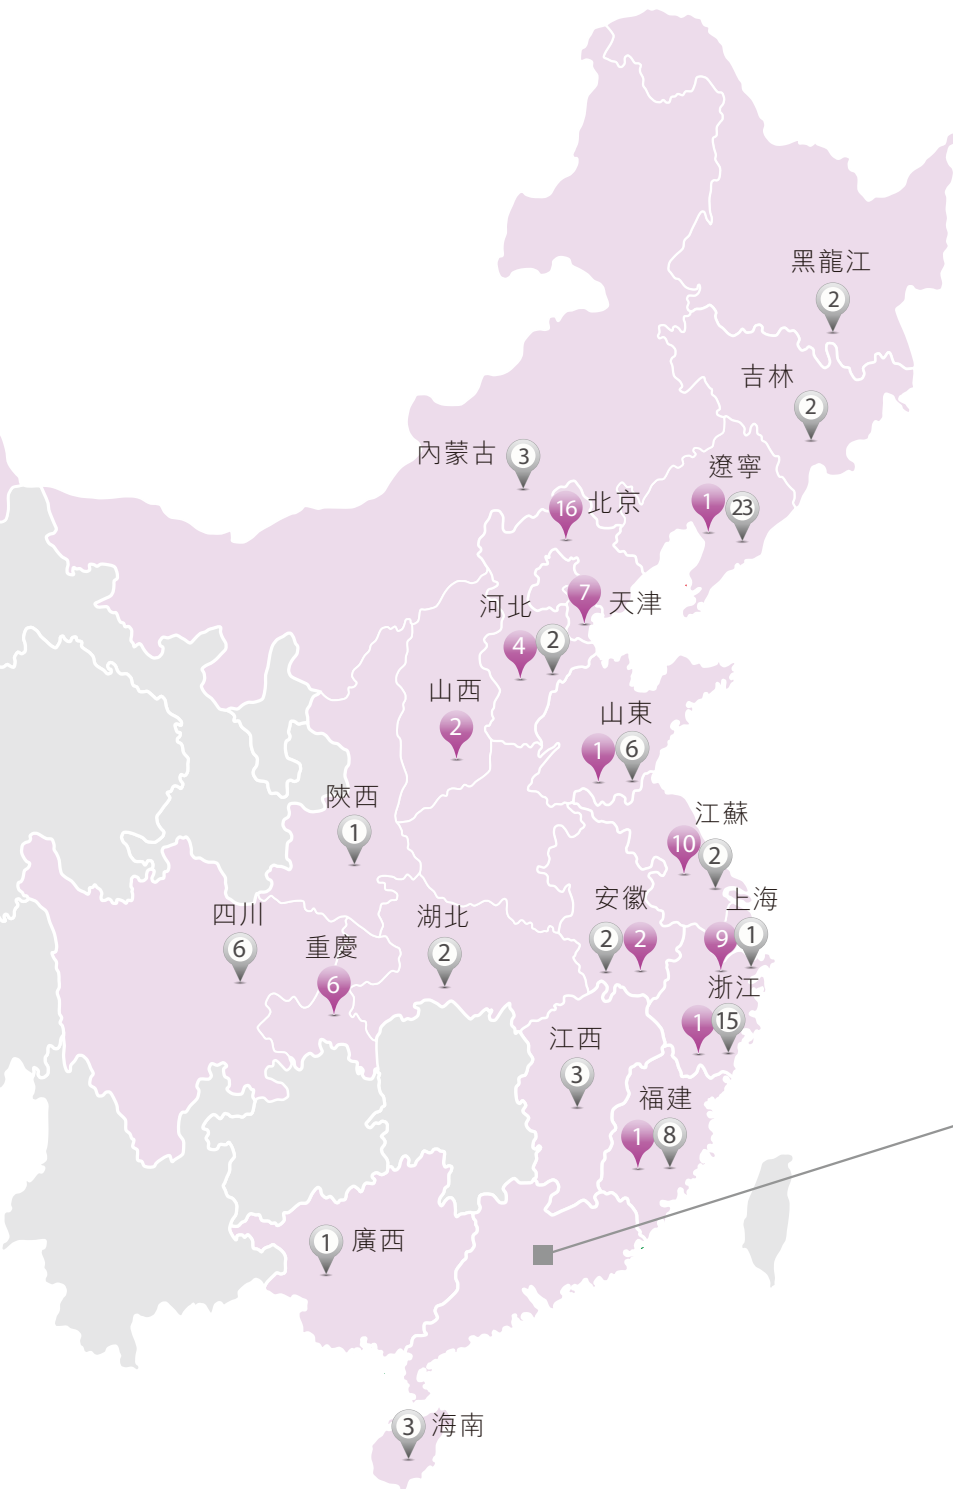 黑龍江
2
吉林
2
內蒙古
3
遼寧
1
23
16
北京
7
天津
河北
4
2
山西
2
山東
1
6
陝西
1
江蘇
10
2
安徽
2
2
上海
9
1
四川
6
重慶
6
湖北
2
浙江
1
15
江西
3
福建
1
8
1
廣西
3
海南